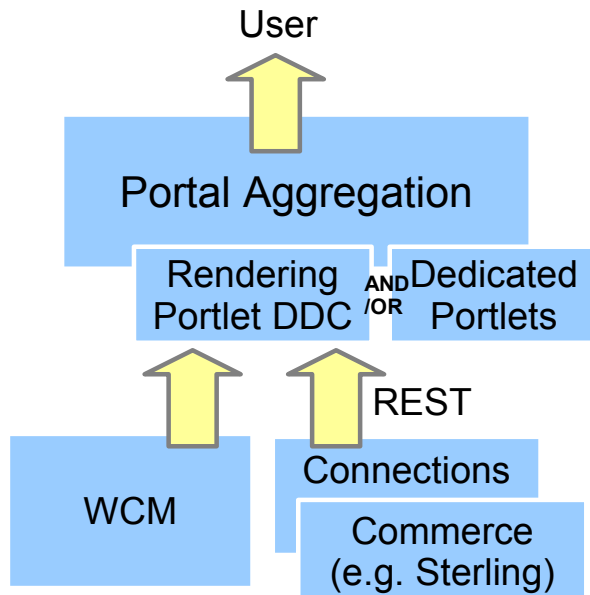 User
Portal Aggregation
Rendering
Portlet DDC
AND
/OR
Dedicated
Portlets
REST
WCM
Connections
Commerce
(e.g. Sterling)